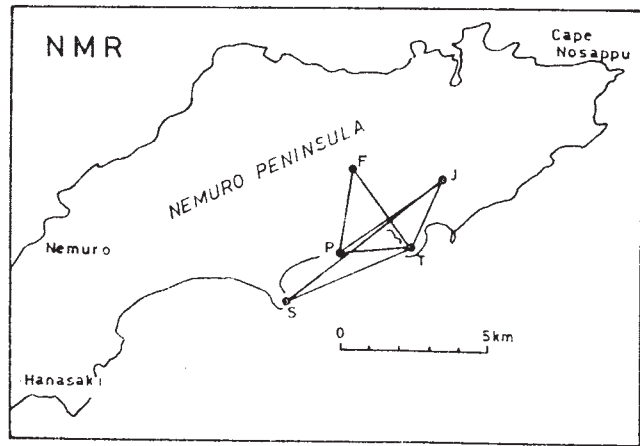 NMR
Cape
Nosappu
NEMURO PENINSULA
F
J
Nemuro
P
T
S
0
5km
Hanasaki